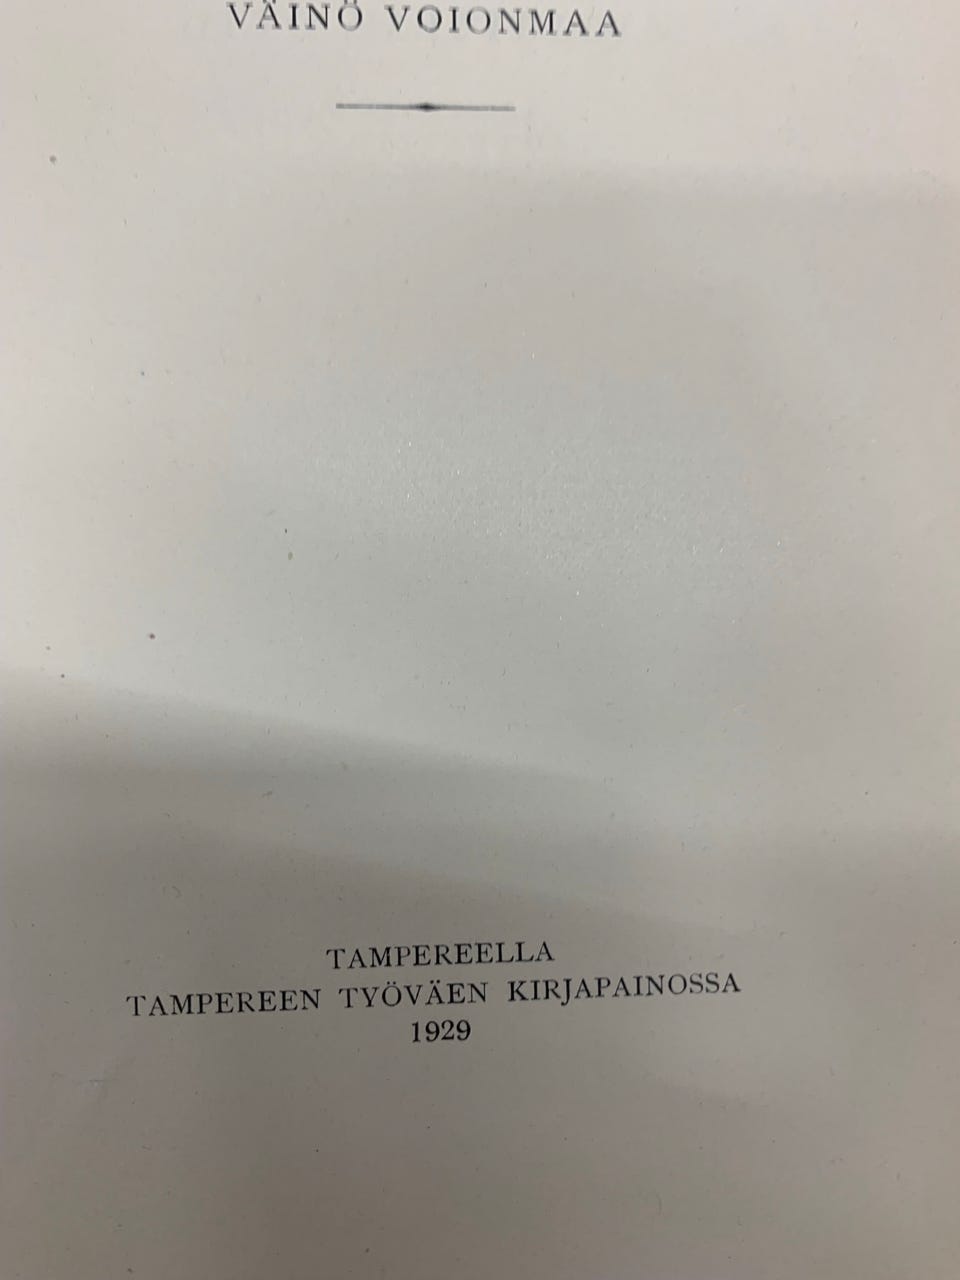 VÄINÖ VOIONMAA
TAMPEREELLA
TAMPEREEN TYÖVÄEN KIRJAPAINOSSA
1929